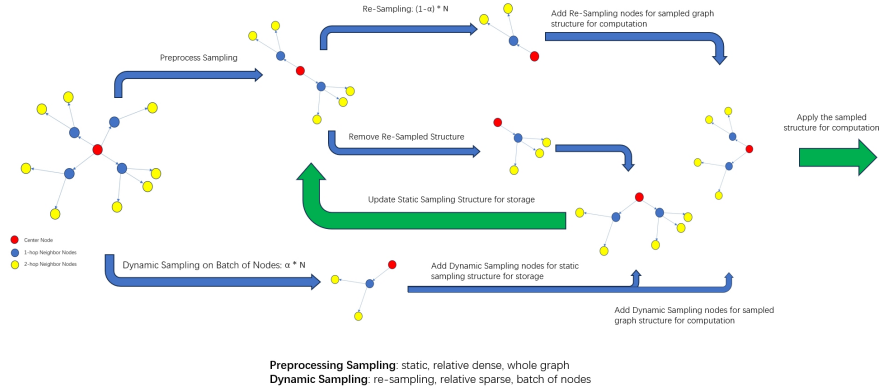 Re-Sampling: (1-α) * N
Add Re-Sampling nodes for sampled graph
structure for computation
Preprocess Sampling
Remove Re-Sampled Structure
Apply the sampled
structure for computation
Update Static Sampling Structure for storage
Center Node
1-hop Neighbor Nodes
2-hop Neighbor Nodes
Dynamic Sampling on Batch of Nodes: α * N
Add Dynamic Sampling nodes for static
sampling structure for storage
Add Dynamic Sampling nodes for sampled
graph structure for computation
Preprocessing Sampling: static, relative dense, whole graph
Dynamic Sampling: re-sampling, relative sparse, batch of nodes